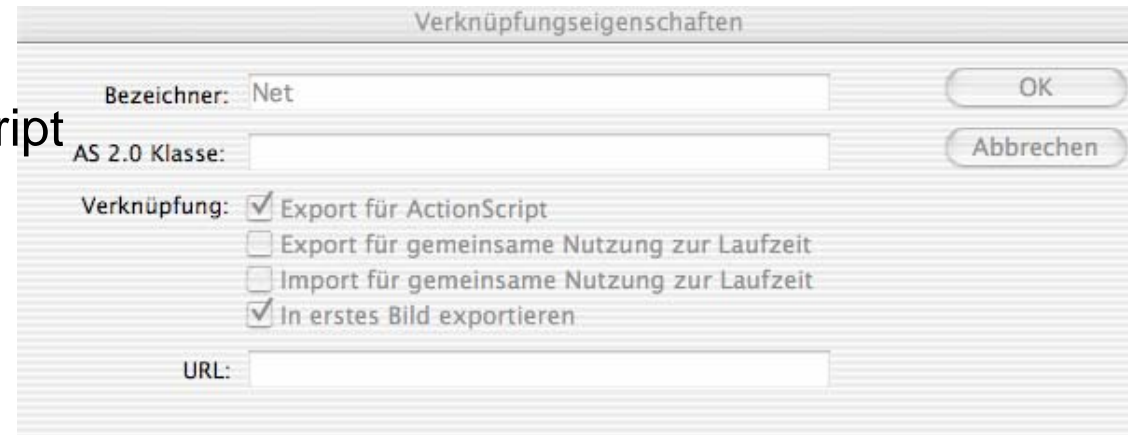 Verknüpfungseigenschaften
Bezeichner: Net
OK
ript
AS 2.0 Klasse:
Abbrechen
Verknüpfung: Export für ActionScript
Export für gemeinsame Nutzung zur Laufzeit
Import für gemeinsame Nutzung zur Laufzeit
In erstes Bild exportieren
URL: